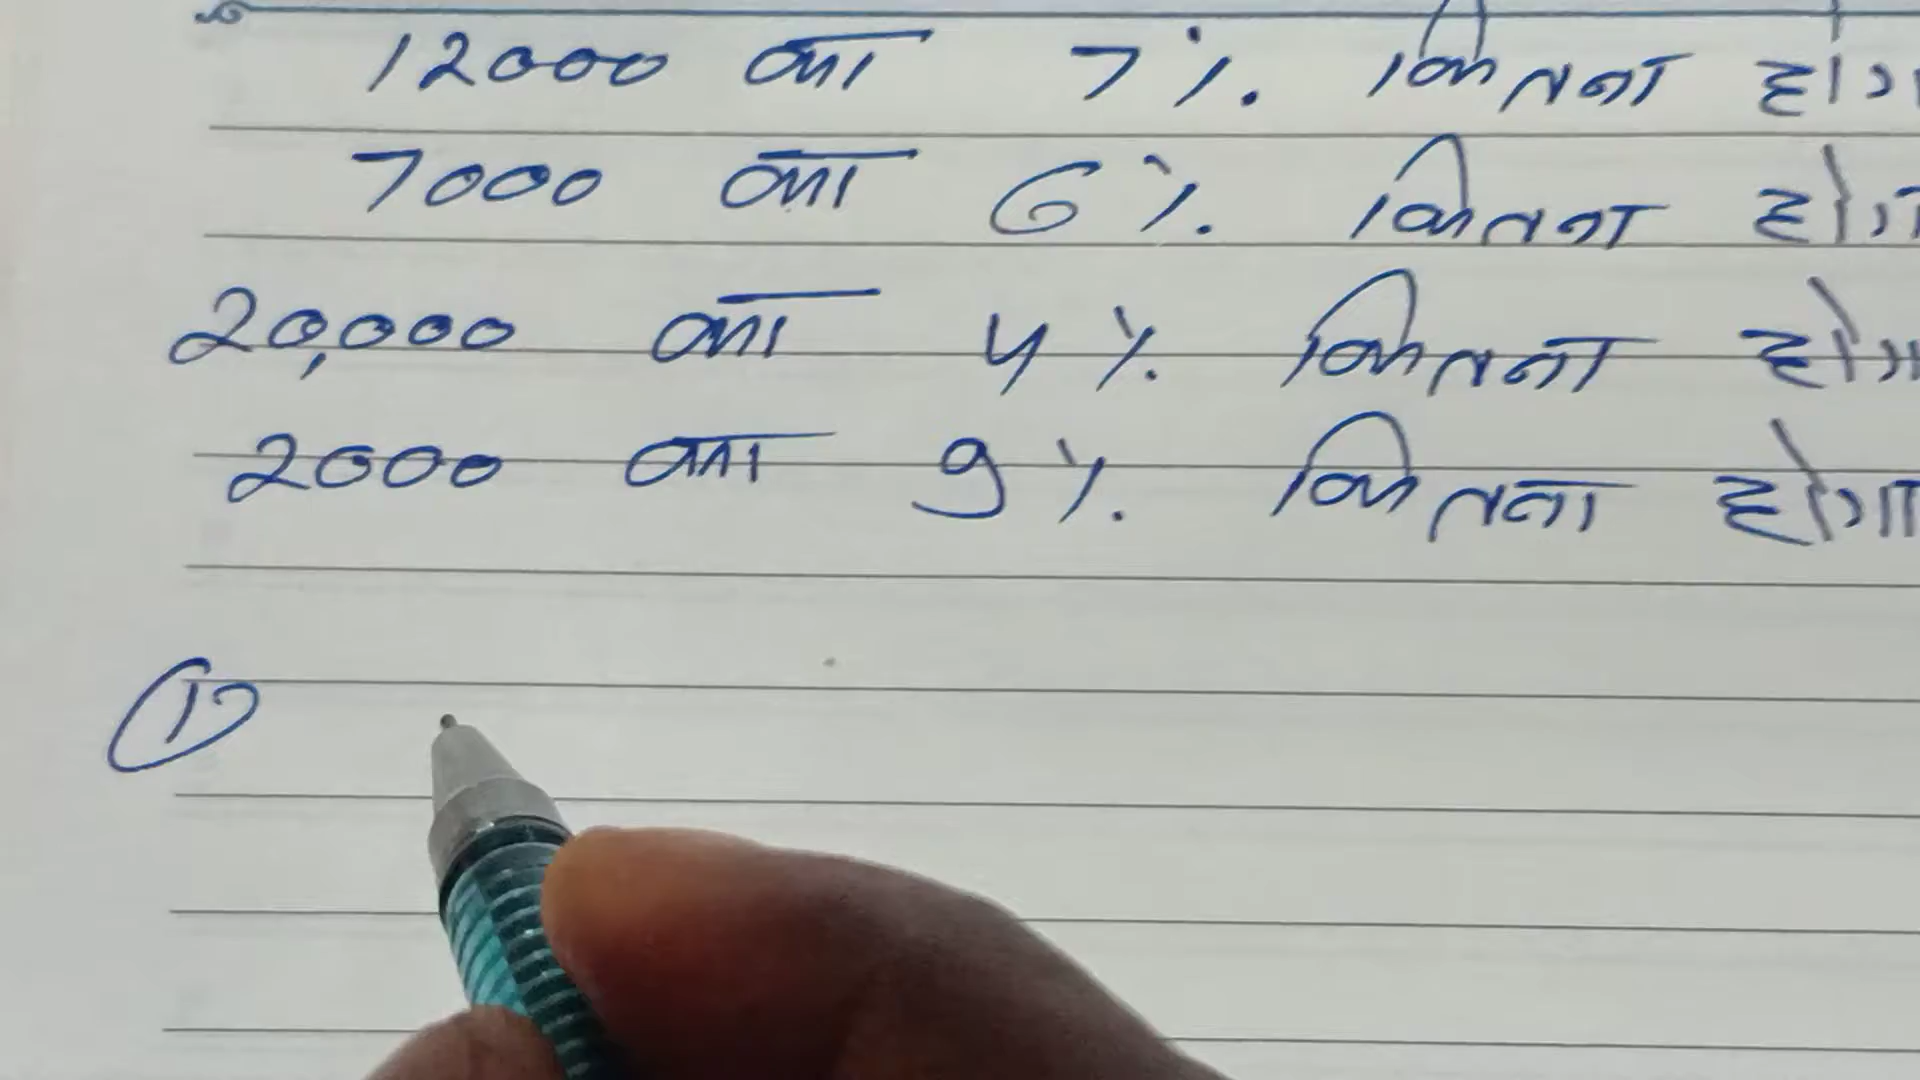 12000 का 7%. कितना होगा
7000 का 6%. कितना होगा
20,000 का 4%. कितना होगा
2000 का 9%. कितना होगा
1